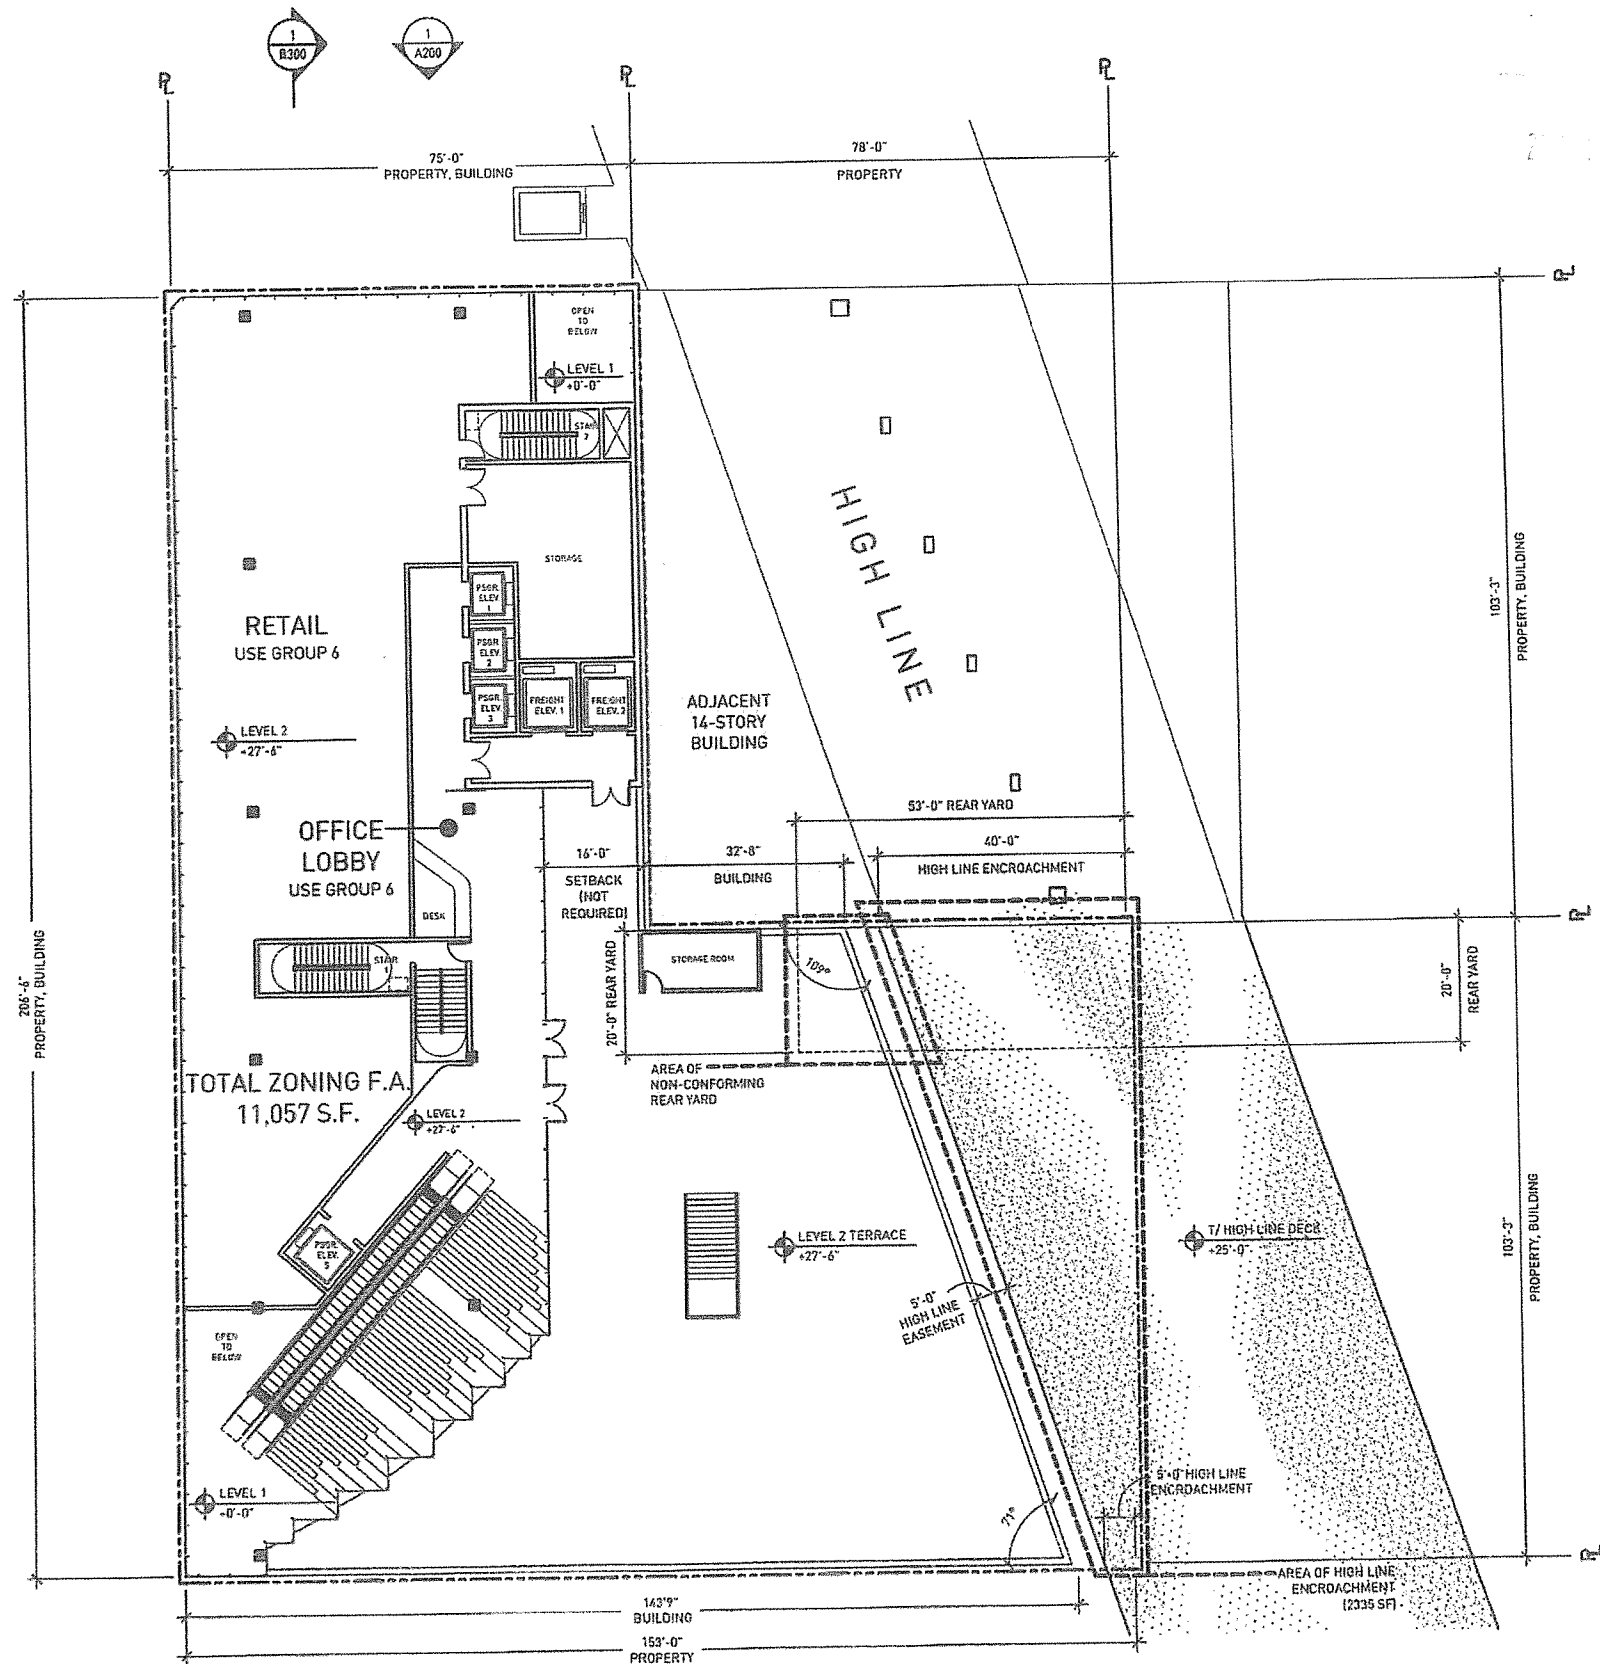 1
B300
1
A200
PL
PL
PL
75'-0"
PROPERTY, BUILDING
78'-0"
PROPERTY
PL
OPEN
TO
BELOW
LEVEL 1
+0'-0"
STAIR
2
HIGH LINE
STORAGE
103'-3"
PROPERTY, BUILDING
PSGR.
ELEV.
1
PSGR.
ELEV.
2
PSGR.
ELEV.
3
FREIGHT
ELEV. 1
FREIGHT
ELEV. 2
RETAIL
USE GROUP 6
LEVEL 2
+27'-6"
ADJACENT
14-STORY
BUILDING
53'-0" REAR YARD
40'-0"
HIGH LINE ENCROACHMENT
OFFICE
LOBBY
USE GROUP 6
16'-0"
SETBACK
(NOT
REQUIRED)
32'-8"
BUILDING
DESK
PL
206'-6"
PROPERTY, BUILDING
STAIR
1
20'-0" REAR YARD
STORAGE ROOM
109°
20'-0"
REAR YARD
AREA OF
NON-CONFORMING
REAR YARD
TOTAL ZONING F.A.
11,057 S.F.
LEVEL 2
+27'-6"
PSGR.
ELEV.
5
LEVEL 2 TERRACE
+27'-6"
T/ HIGH LINE DECK
+25'-0"
103'-3"
PROPERTY, BUILDING
5'-0"
HIGH LINE
EASEMENT
OPEN
TO
BELOW
LEVEL 1
+0'-0"
71°
5'-0" HIGH LINE
ENCROACHMENT
PL
AREA OF HIGH LINE
ENCROACHMENT
(2335 SF)
143'9"
BUILDING
153'-0"
PROPERTY